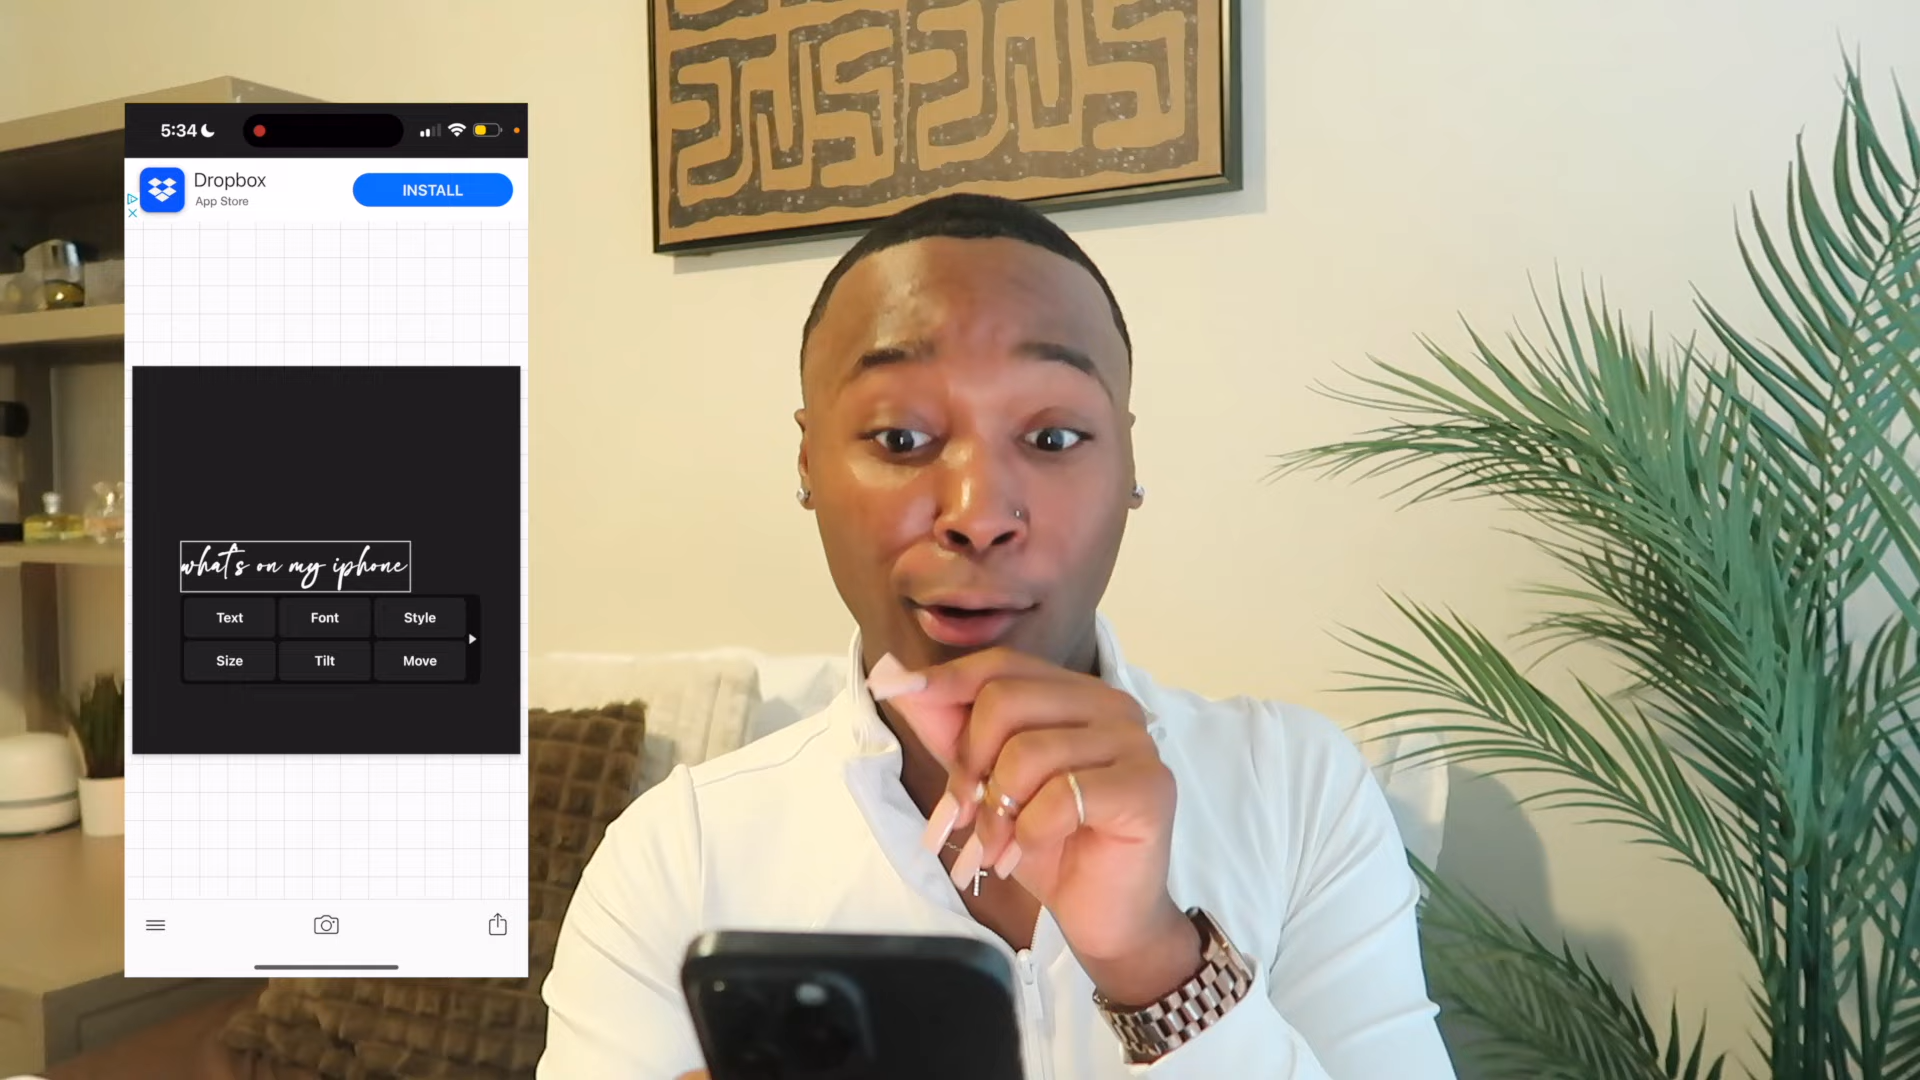 5:34
Dropbox
App Store
INSTALL
what's on my iphone
Text Font Style
Size Tilt Move